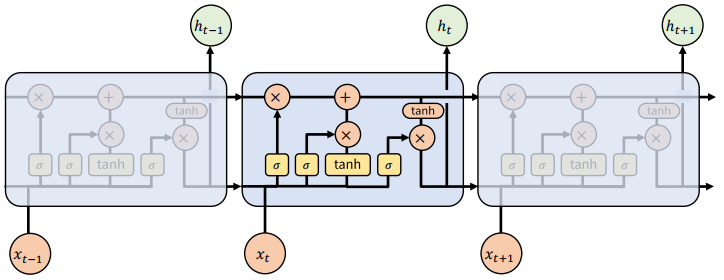 h_{t-1} h_t h_{t+1}
× + × + × +
tanh tanh tanh
× × × × × ×
σ σ tanh σ σ σ tanh σ σ σ tanh σ
x_{t-1} x_t x_{t+1}